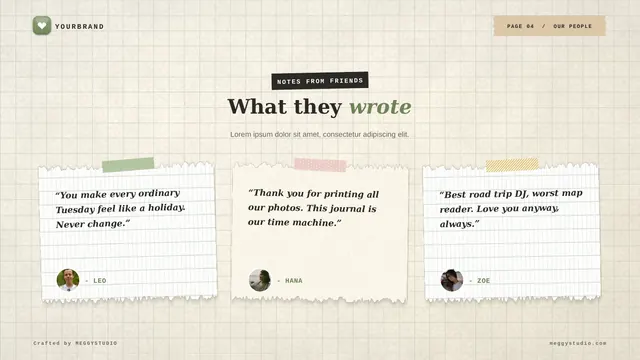 YOURBRAND
PAGE 04 / OUR PEOPLE
NOTES FROM FRIENDS
What they wrote
Lorem ipsum dolor sit amet, consectetur adipiscing elit.
“You make every ordinary
Tuesday feel like a holiday.
Never change.”
- LEO
“Thank you for printing all
our photos. This journal is
our time machine.”
- HANA
“Best road trip DJ, worst map
reader. Love you anyway,
always.”
- ZOE
Crafted by MEGGYSTUDIO
meggystudio.com